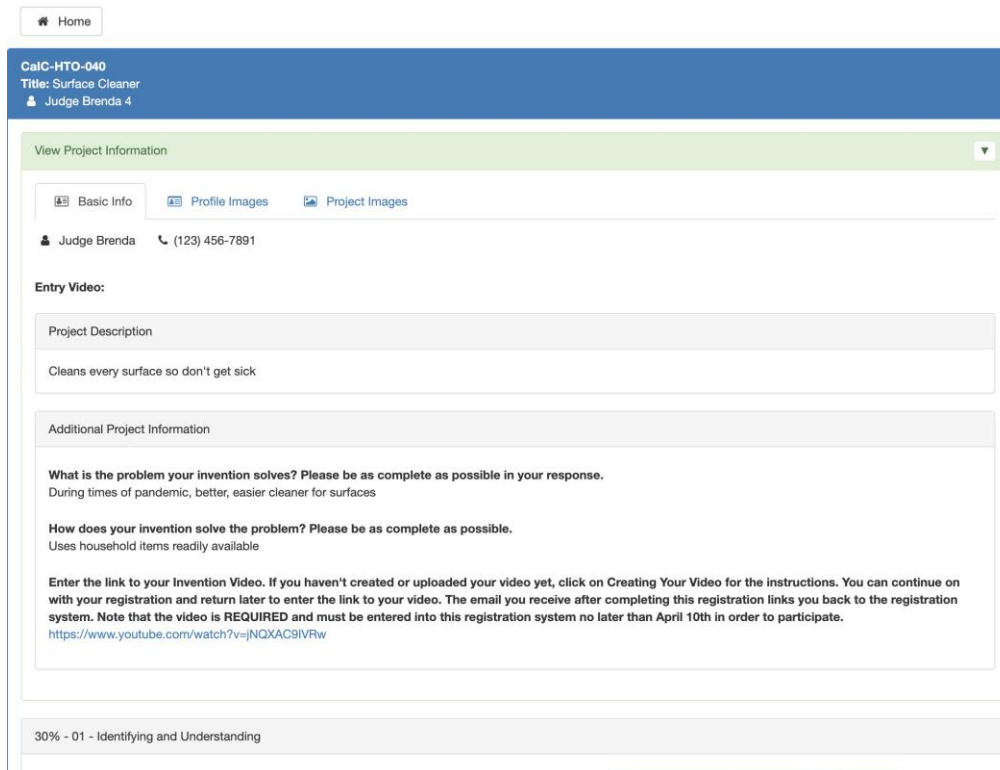 Home
CalC-HTO-040
Title: Surface Cleaner
Judge Brenda 4
View Project Information
Basic Info Profile Images Project Images
Judge Brenda (123) 456-7891
Entry Video:
Project Description
Cleans every surface so don't get sick
Additional Project Information
What is the problem your invention solves? Please be as complete as possible in your response.
During times of pandemic, better, easier cleaner for surfaces
How does your invention solve the problem? Please be as complete as possible.
Uses household items readily available
Enter the link to your Invention Video. If you haven't created or uploaded your video yet, click on Creating Your Video for the instructions. You can continue on
with your registration and return later to enter the link to your video. The email you receive after completing this registration links you back to the registration
system. Note that the video is REQUIRED and must be entered into this registration system no later than April 10th in order to participate.
https://www.youtube.com/watch?v=jNQXAC9IVRw
30% - 01 - Identifying and Understanding